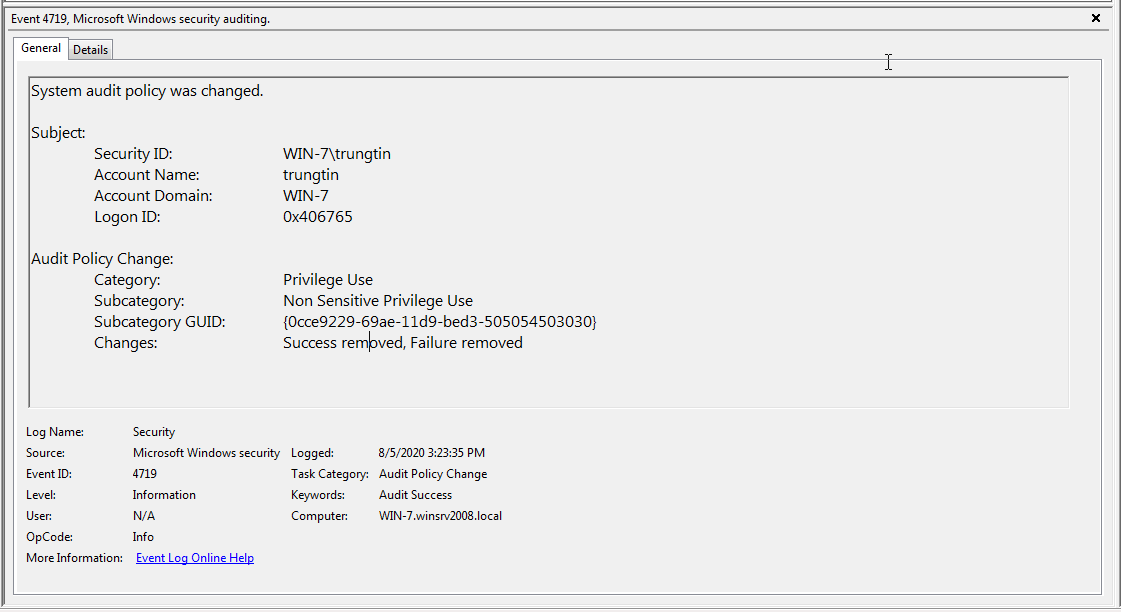 Event 4719, Microsoft Windows security auditing.
General Details
System audit policy was changed.
Subject:
Security ID: WIN-7\trungtin
Account Name: trungtin
Account Domain: WIN-7
Logon ID: 0x406765
Audit Policy Change:
Category: Privilege Use
Subcategory: Non Sensitive Privilege Use
Subcategory GUID: {0cce9229-69ae-11d9-bed3-505054503030}
Changes: Success removed, Failure removed
Log Name: Security
Source: Microsoft Windows security Logged: 8/5/2020 3:23:35 PM
Event ID: 4719 Task Category: Audit Policy Change
Level: Information Keywords: Audit Success
User: N/A Computer: WIN-7.winsrv2008.local
OpCode: Info
More Information: Event Log Online Help